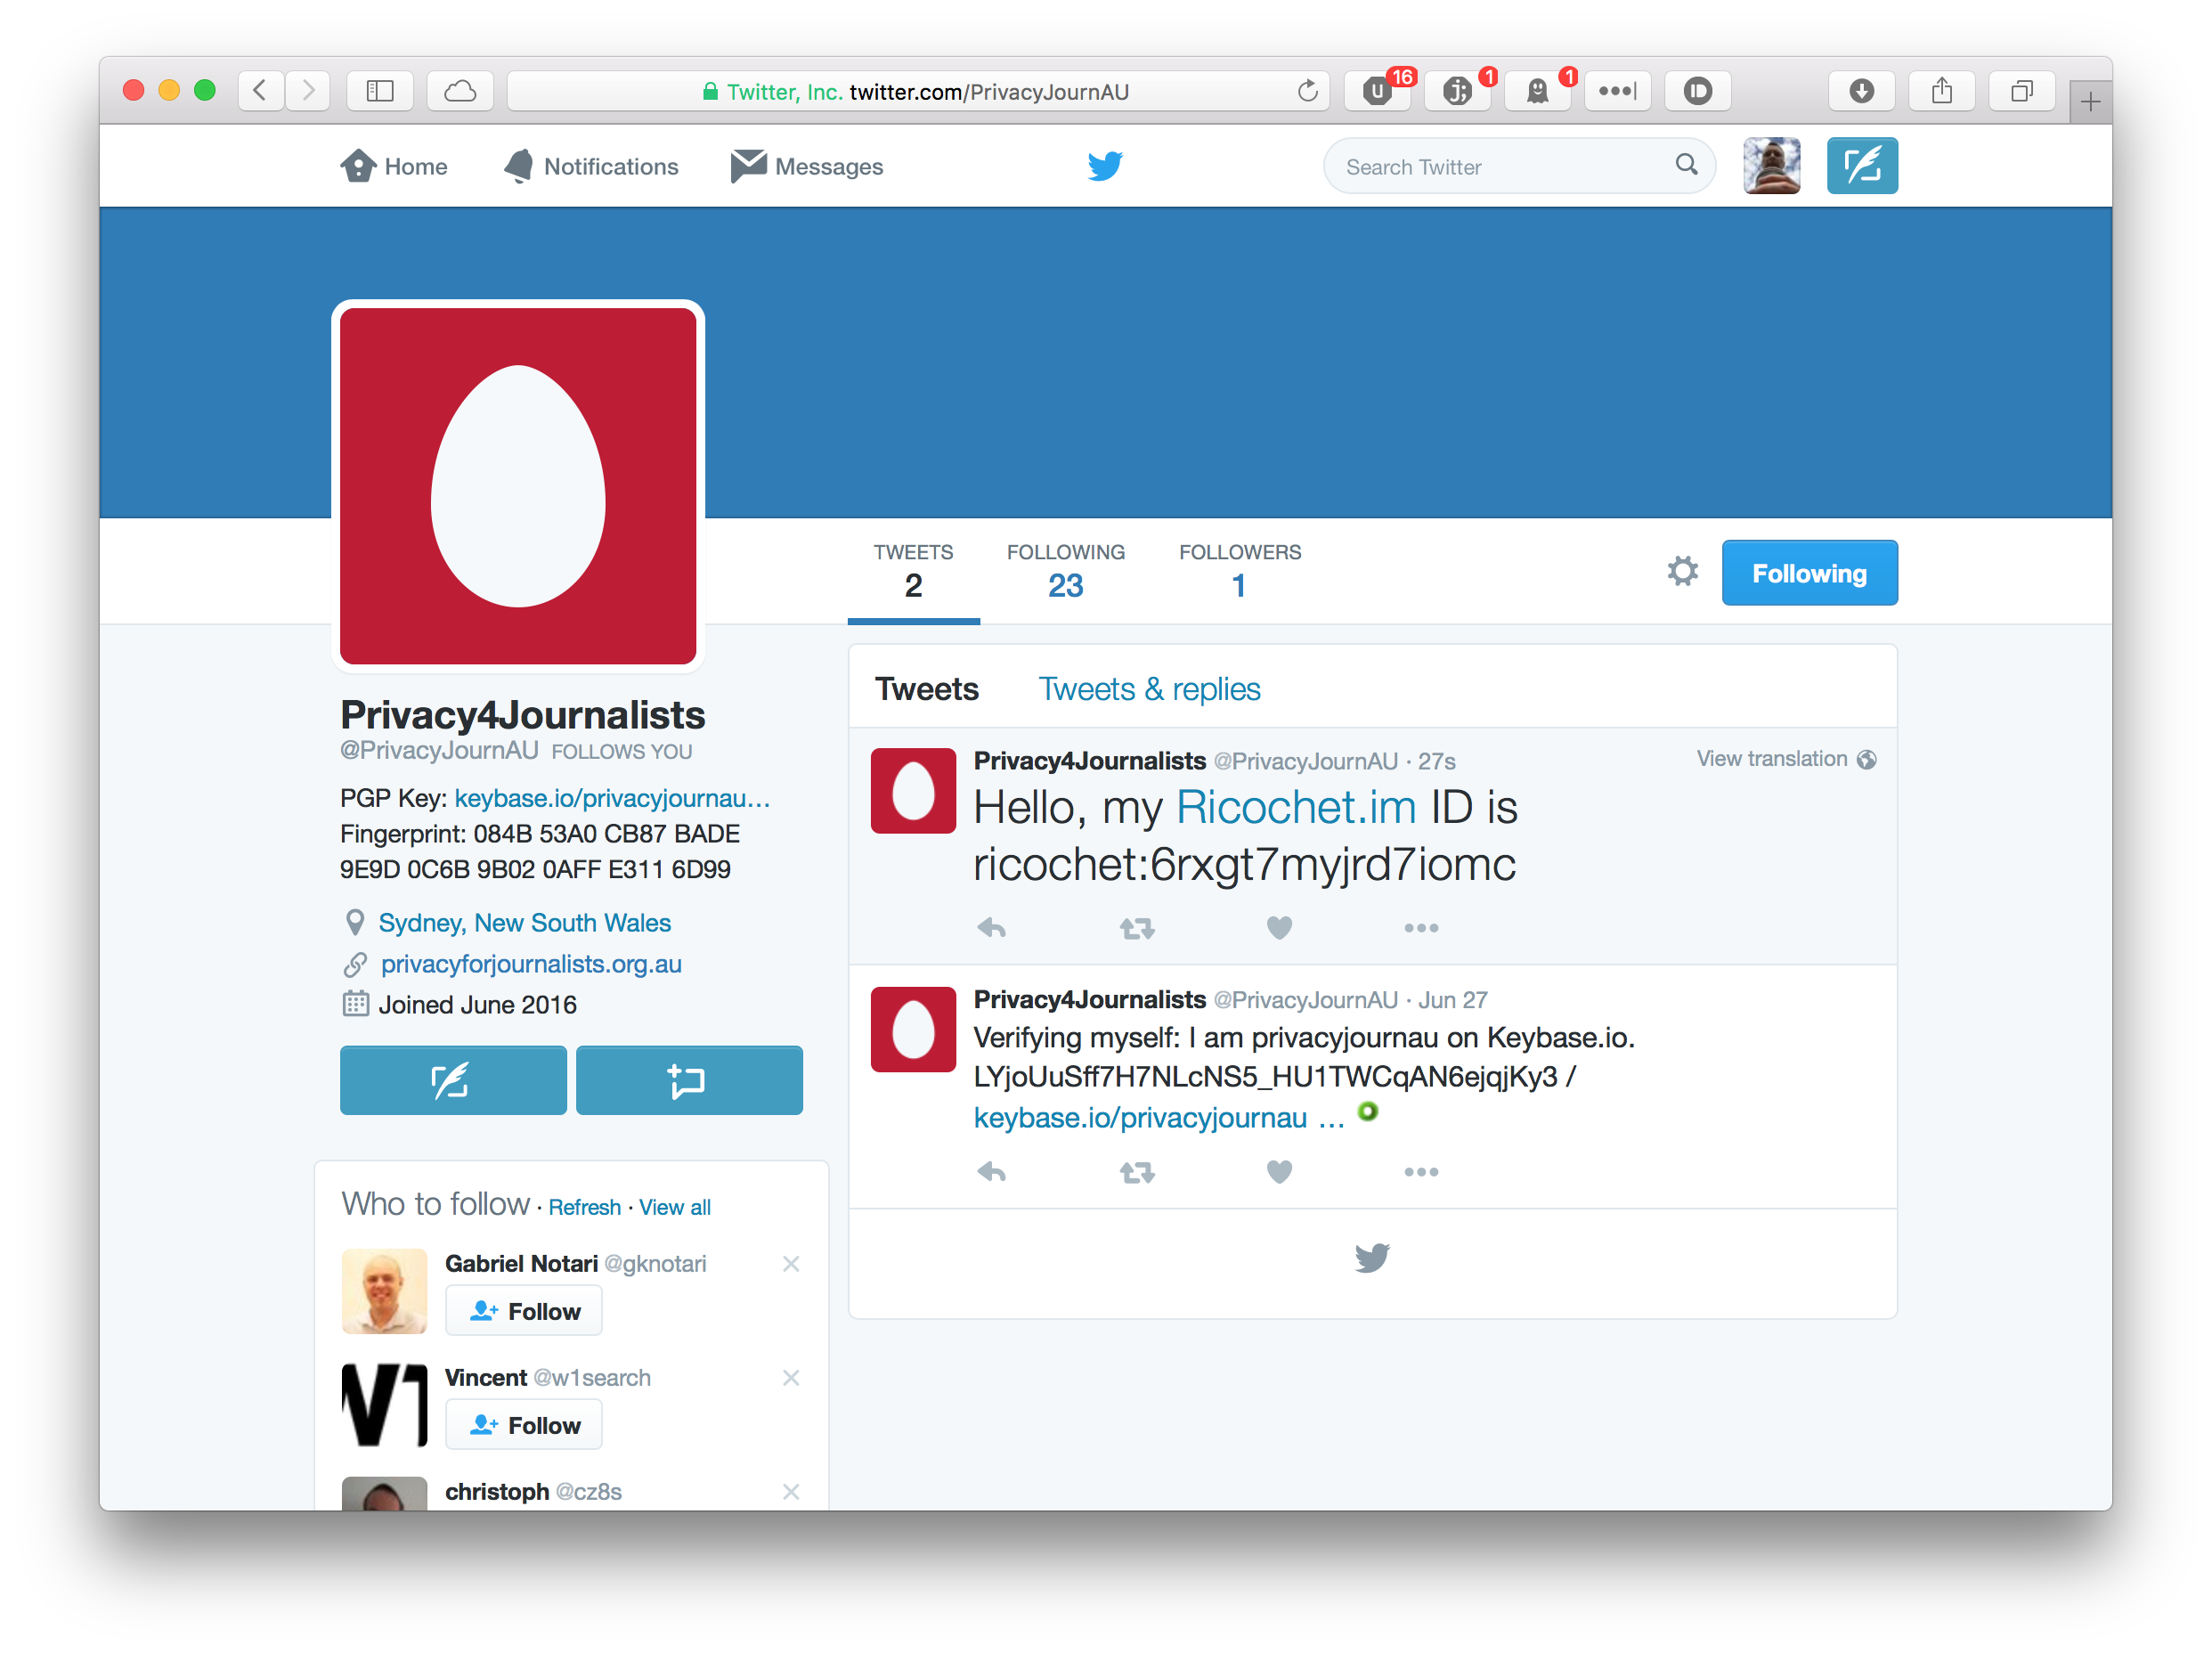 Twitter, Inc. twitter.com/PrivacyJournAU
16
1
1
Home
Notifications
Messages
Search Twitter
TWEETS
2
FOLLOWING
23
FOLLOWERS
1
Following
Privacy4Journalists
@PrivacyJournAU FOLLOWS YOU
PGP Key: keybase.io/privacyjournau…
Fingerprint: 084B 53A0 CB87 BADE
9E9D 0C6B 9B02 0AFF E311 6D99
Sydney, New South Wales
privacyforjournalists.org.au
Joined June 2016
Who to follow · Refresh · View all
Gabriel Notari @gknotari
Follow
Vincent @w1search
Follow
christoph @cz8s
Tweets
Tweets & replies
Privacy4Journalists @PrivacyJournAU · 27s
View translation
Hello, my Ricochet.im ID is
ricochet:6rxgt7myjrd7iomc
Privacy4Journalists @PrivacyJournAU · Jun 27
Verifying myself: I am privacyjournau on Keybase.io.
LYjoUuSff7H7NLcNS5_HU1TWCqAN6ejqjKy3 /
keybase.io/privacyjournau …